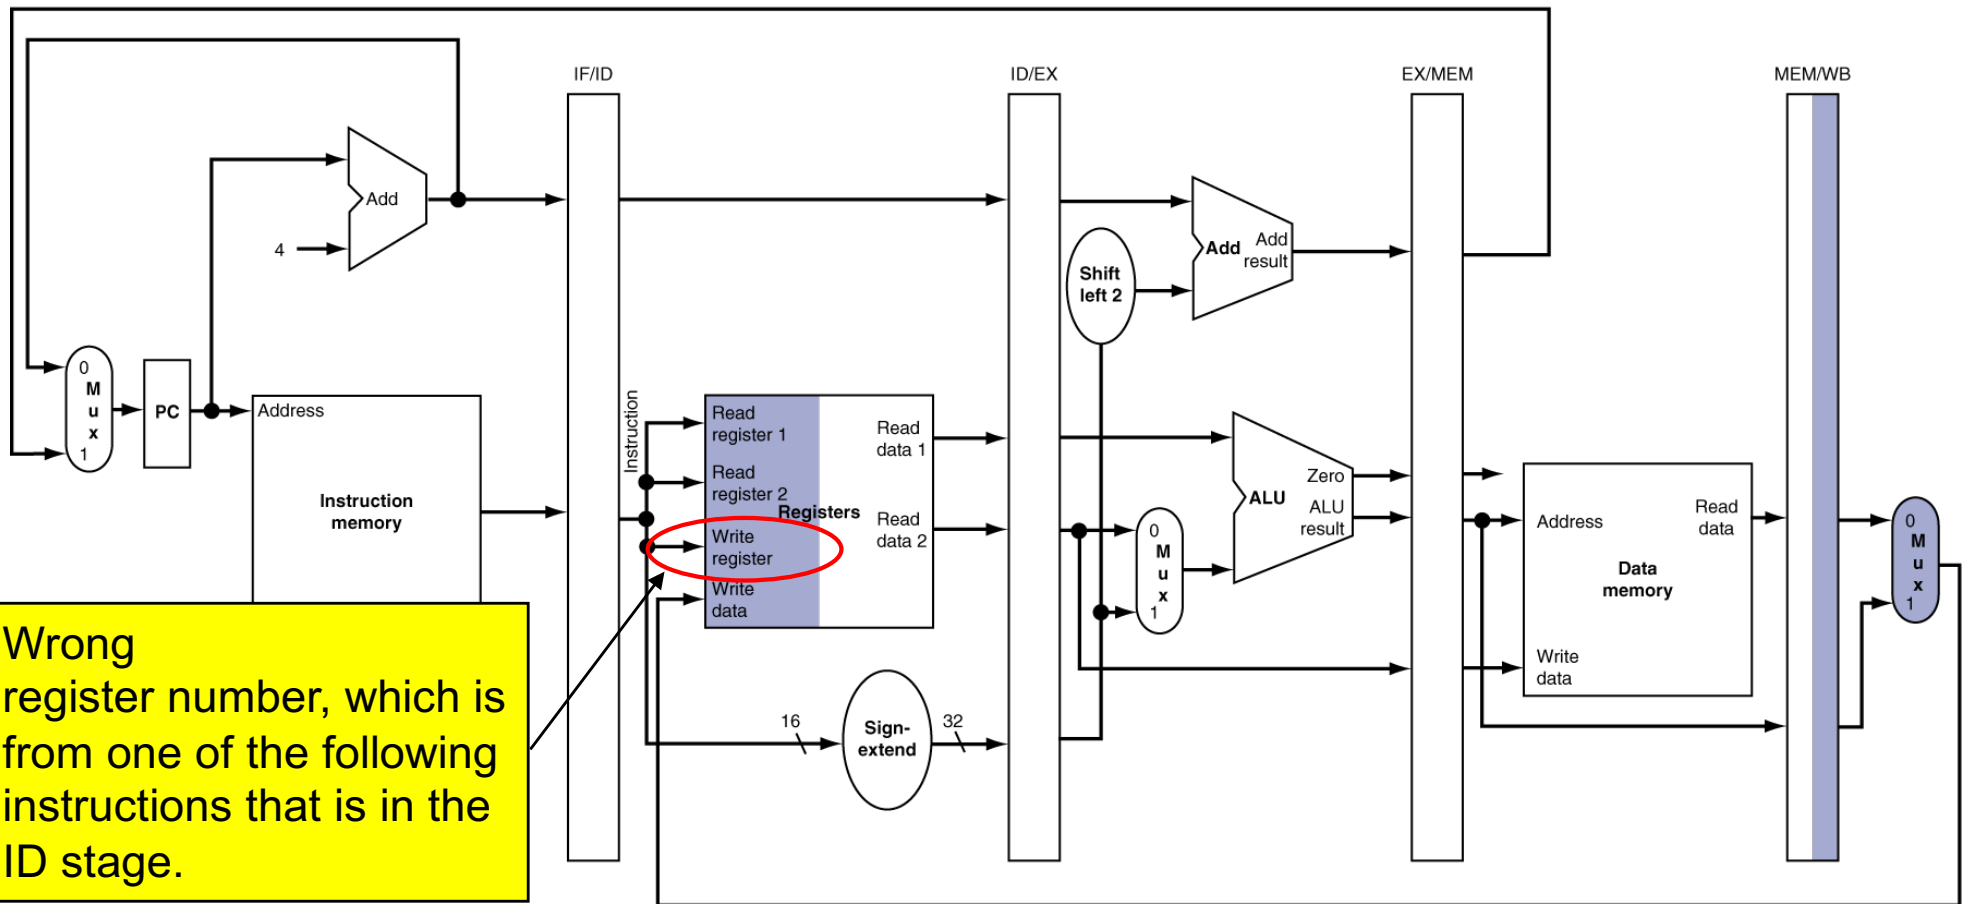 IF/ID
ID/EX
EX/MEM
MEM/WB
Add
4
Add
Add
result
Shift
left 2
0
M
u
x
1
PC
Address
Instruction
memory
Instruction
Read
register 1
Read
register 2
Write
register
Write
data
Registers
Read
data 1
Read
data 2
16
Sign-
extend
32
0
M
u
x
1
Zero
ALU
ALU
result
Address
Read
data
Data
memory
Write
data
0
M
u
x
1
Wrong
register number, which is
from one of the following
instructions that is in the
ID stage.